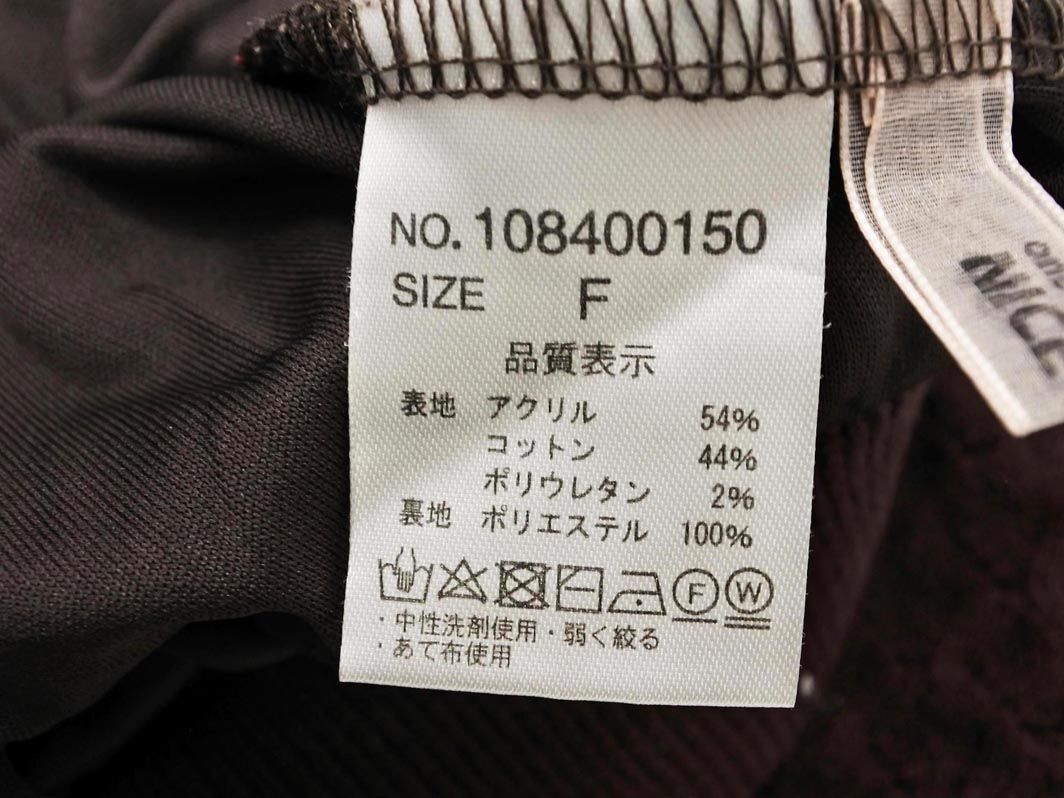 NO. 108400150
SIZE F
品質表示
表地 アクリル 54%
コットン 44%
ポリウレタン 2%
裏地 ポリエステル 100%
F W
・中性洗剤使用・弱く絞る
・あて布使用
NICE